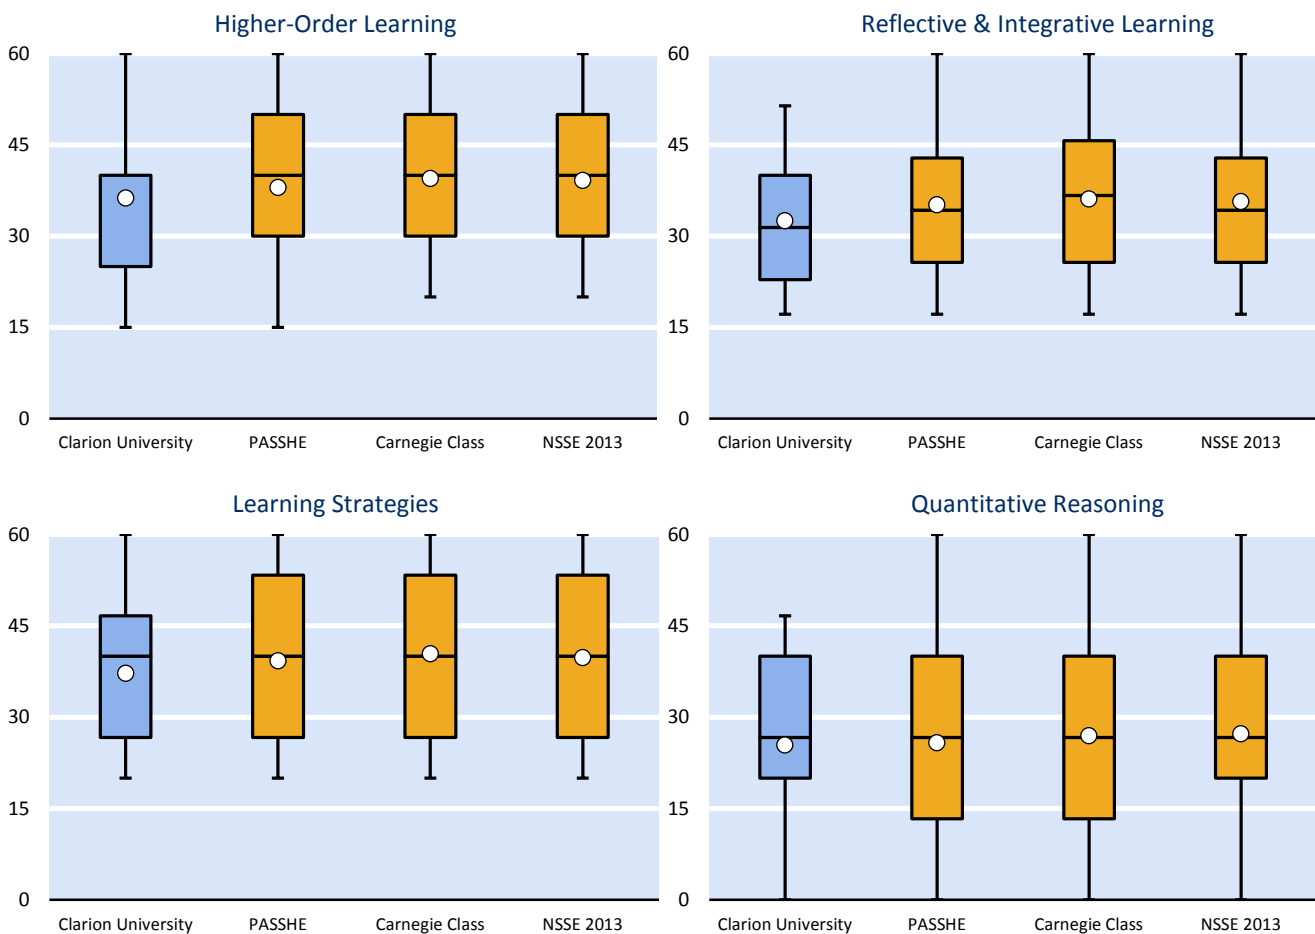 Higher-Order Learning
60
45
30
15
0
Clarion University PASSHE Carnegie Class NSSE 2013
Reflective & Integrative Learning
60
45
30
15
0
Clarion University PASSHE Carnegie Class NSSE 2013
Learning Strategies
60
45
30
15
0
Clarion University PASSHE Carnegie Class NSSE 2013
Quantitative Reasoning
60
45
30
15
0
Clarion University PASSHE Carnegie Class NSSE 2013